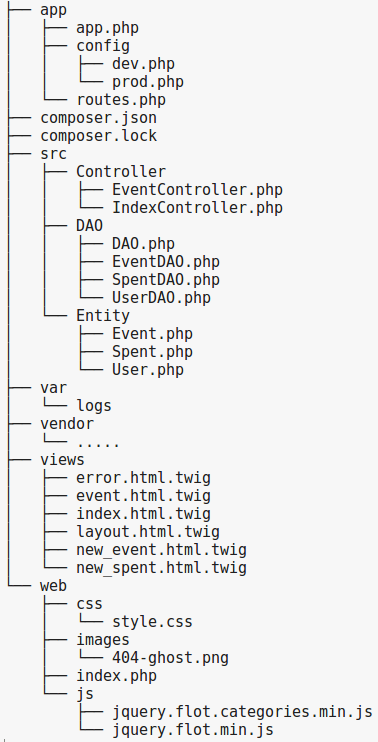 ├── app
│   ├── app.php
│   ├── config
│   │   ├── dev.php
│   │   └── prod.php
│   └── routes.php
├── composer.json
├── composer.lock
├── src
│   ├── Controller
│   │   ├── EventController.php
│   │   └── IndexController.php
│   ├── DAO
│   │   ├── DAO.php
│   │   ├── EventDAO.php
│   │   ├── SpentDAO.php
│   │   └── UserDAO.php
│   └── Entity
│       ├── Event.php
│       ├── Spent.php
│       └── User.php
├── var
│   └── logs
├── vendor
│   └── .....
├── views
│   ├── error.html.twig
│   ├── event.html.twig
│   ├── index.html.twig
│   ├── layout.html.twig
│   ├── new_event.html.twig
│   └── new_spent.html.twig
└── web
    ├── css
    │   └── style.css
    ├── images
    │   └── 404-ghost.png
    ├── index.php
    └── js
        ├── jquery.flot.categories.min.js
        └── jquery.flot.min.js